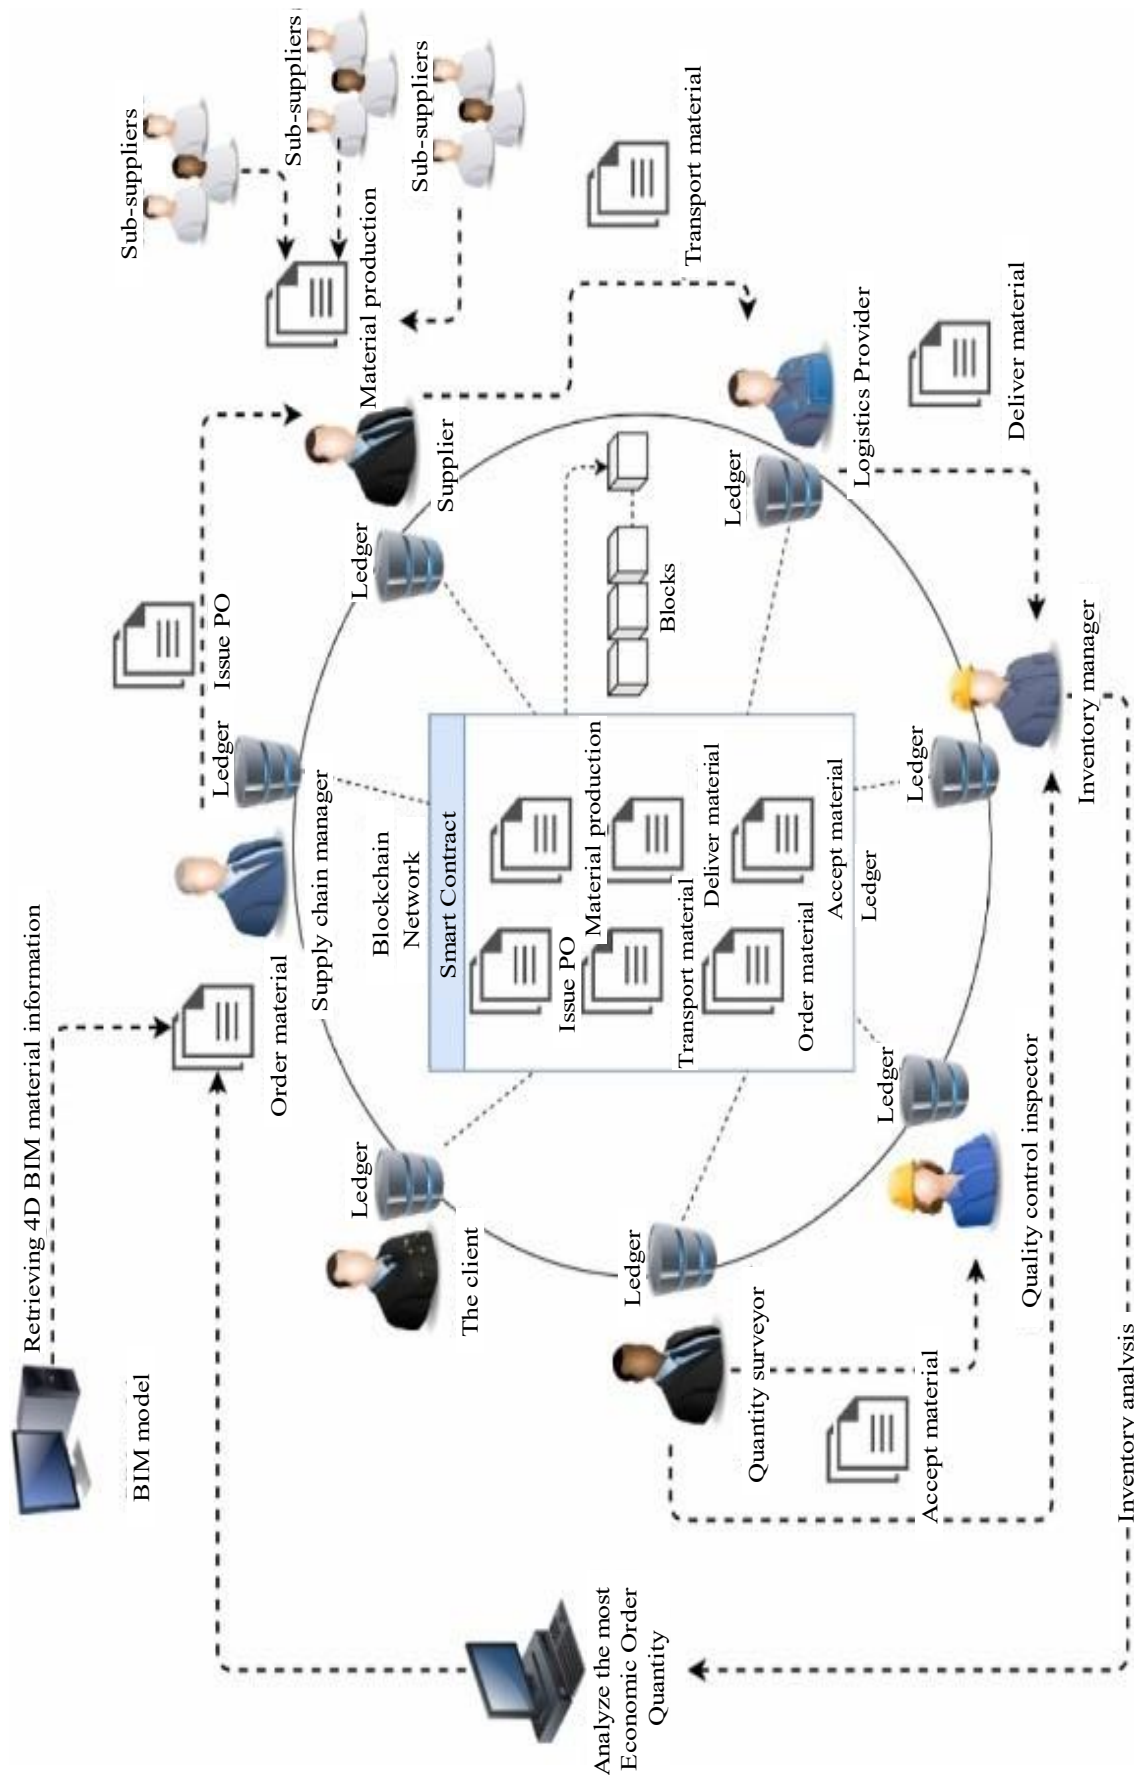 Retrieving 4D BIM material information
BIM model
Order material
Ledger
Issue PO
Sub-suppliers
Sub-suppliers
Sub-suppliers
Material production
Supply chain manager
The client
Ledger
Ledger
Supplier
Transport material
Blockchain
Network
Smart Contract
Issue PO
Material production
Transport material
Deliver material
Order material
Accept material
Ledger
Blocks
Ledger
Logistics Provider
Deliver material
Analyze the most
Economic Order
Quantity
Ledger
Quantity surveyor
Accept material
Ledger
Quality control inspector
Ledger
Inventory manager
Inventory analysis